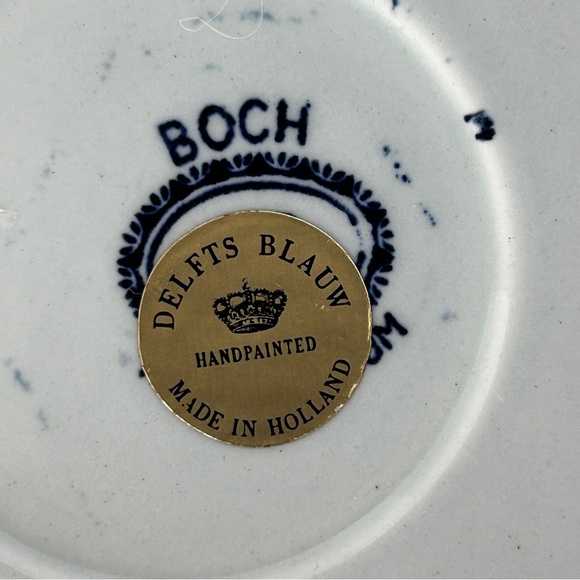 BOCH
M
DELFTS BLAUW
HANDPAINTED
MADE IN HOLLAND